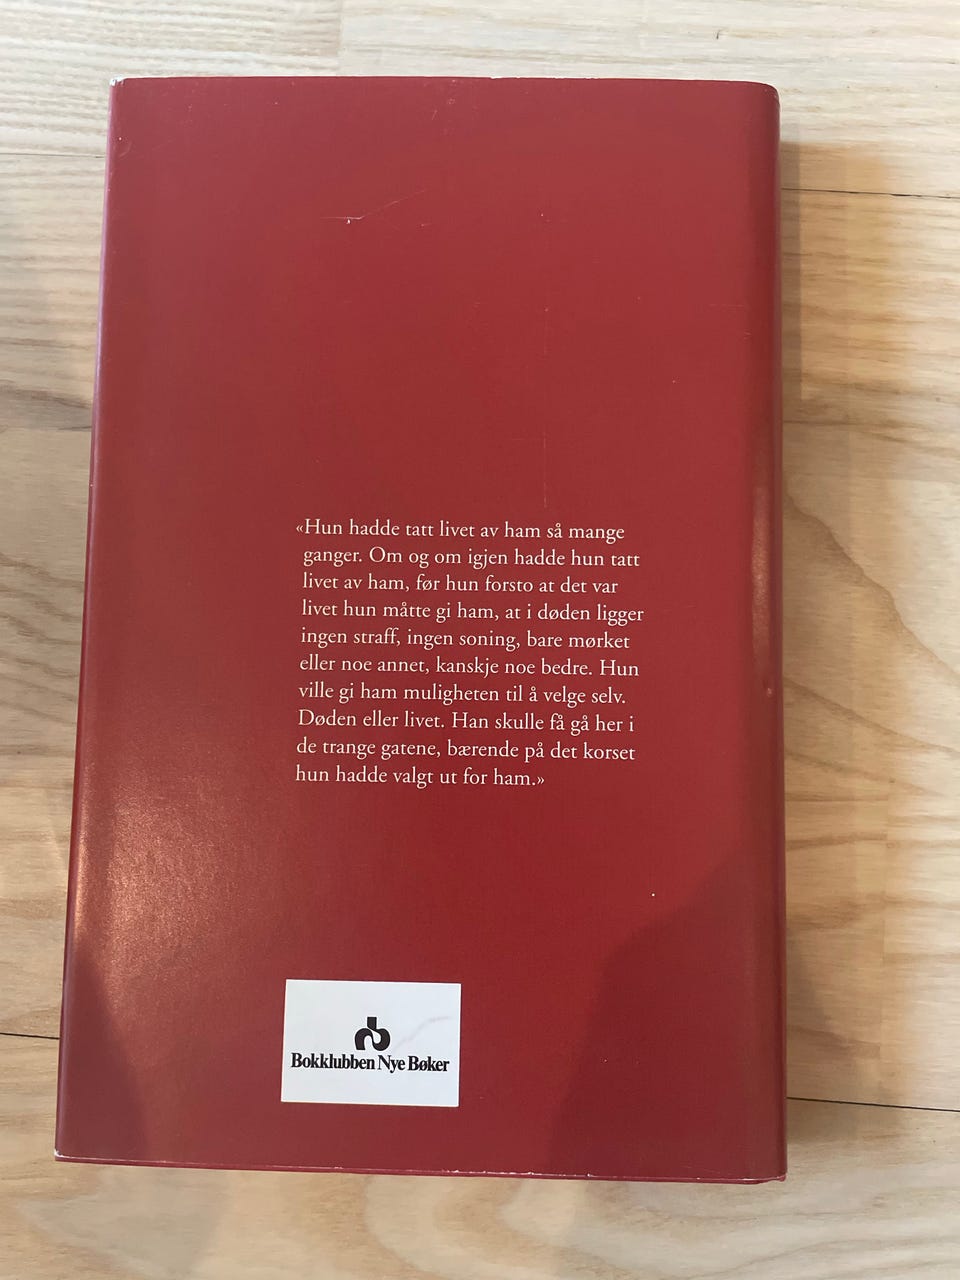 «Hun hadde tatt livet av ham så mange
ganger. Om og om igjen hadde hun tatt
livet av ham, før hun forsto at det var
livet hun måtte gi ham, at i døden ligger
ingen straff, ingen soning, bare mørket
eller noe annet, kanskje noe bedre. Hun
ville gi ham muligheten til å velge selv.
Døden eller livet. Han skulle få gå her i
de trange gatene, bærende på det korset
hun hadde valgt ut for ham.»
Bokklubben Nye Bøker